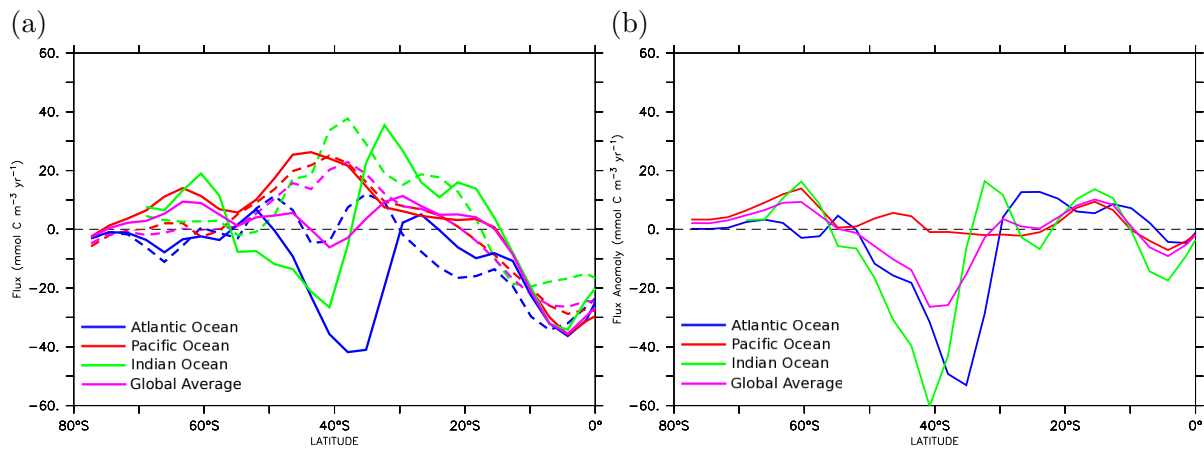 (a)
60.
40.
20.
0.
−20.
−40.
−60.
Flux (mmol C m−3 yr−1)
Atlantic Ocean
Pacific Ocean
Indian Ocean
Global Average
80°S 60°S 40°S 20°S 0°
LATITUDE
(b)
60.
40.
20.
0.
−20.
−40.
−60.
Flux Anomaly (mmol C m−3 yr−1)
Atlantic Ocean
Pacific Ocean
Indian Ocean
Global Average
80°S 60°S 40°S 20°S 0°
LATITUDE